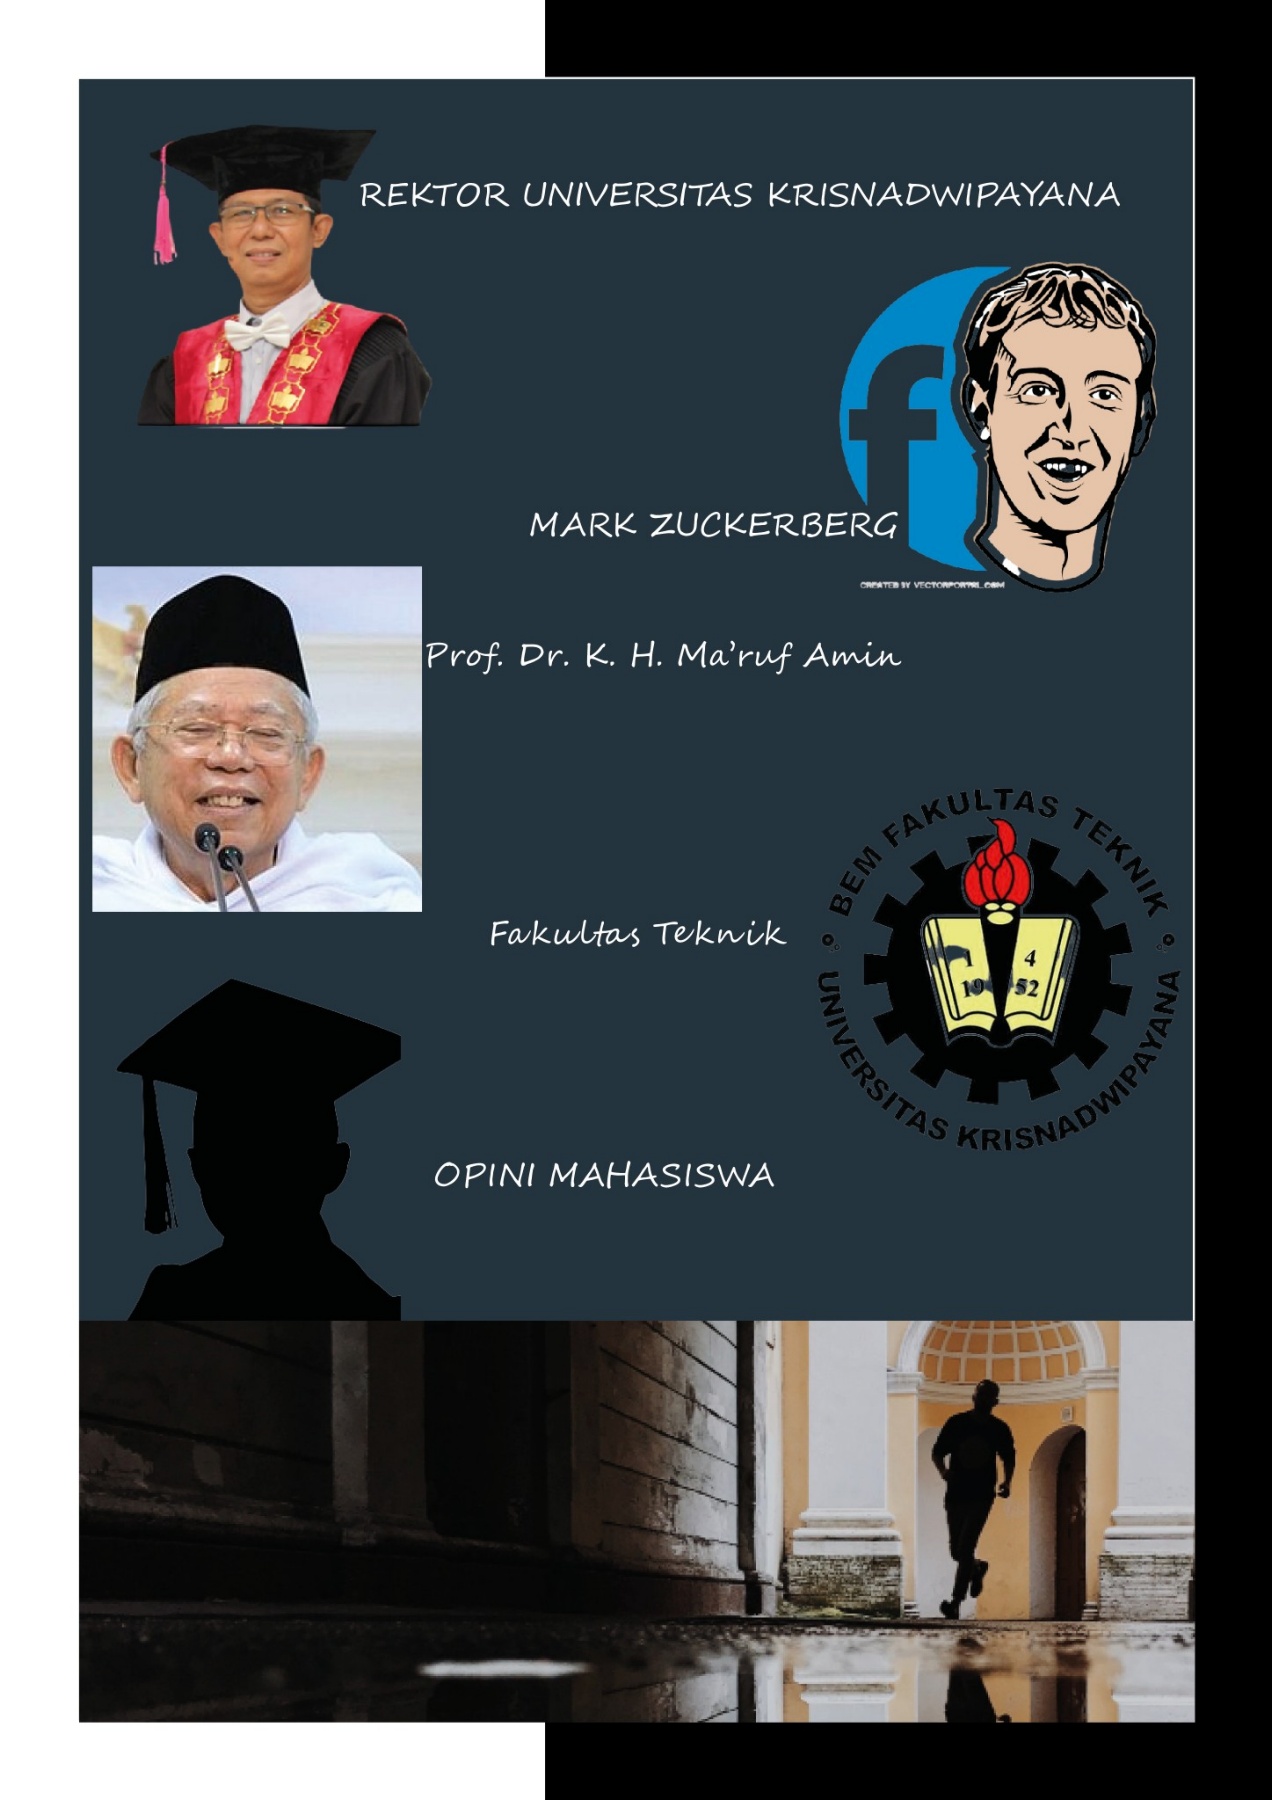 REKTOR UNIVERSITAS KRISNADWIPAYANA
MARK ZUCKERBERG
CREATED BY VECTORPORTAL.COM
Prof. Dr. K. H. Ma'ruf Amin
BEM FAKULTAS TEKNIK
Fakultas Teknik
1 4
19 52
UNIVERSITAS KRISNADWIPAYANA
OPINI MAHASISWA